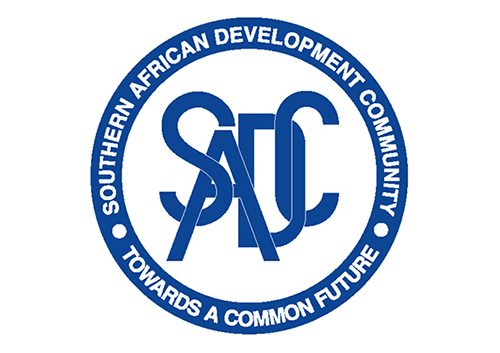 SOUTHERN AFRICAN DEVELOPMENT COMMUNITY
SADC
TOWARDS A COMMON FUTURE